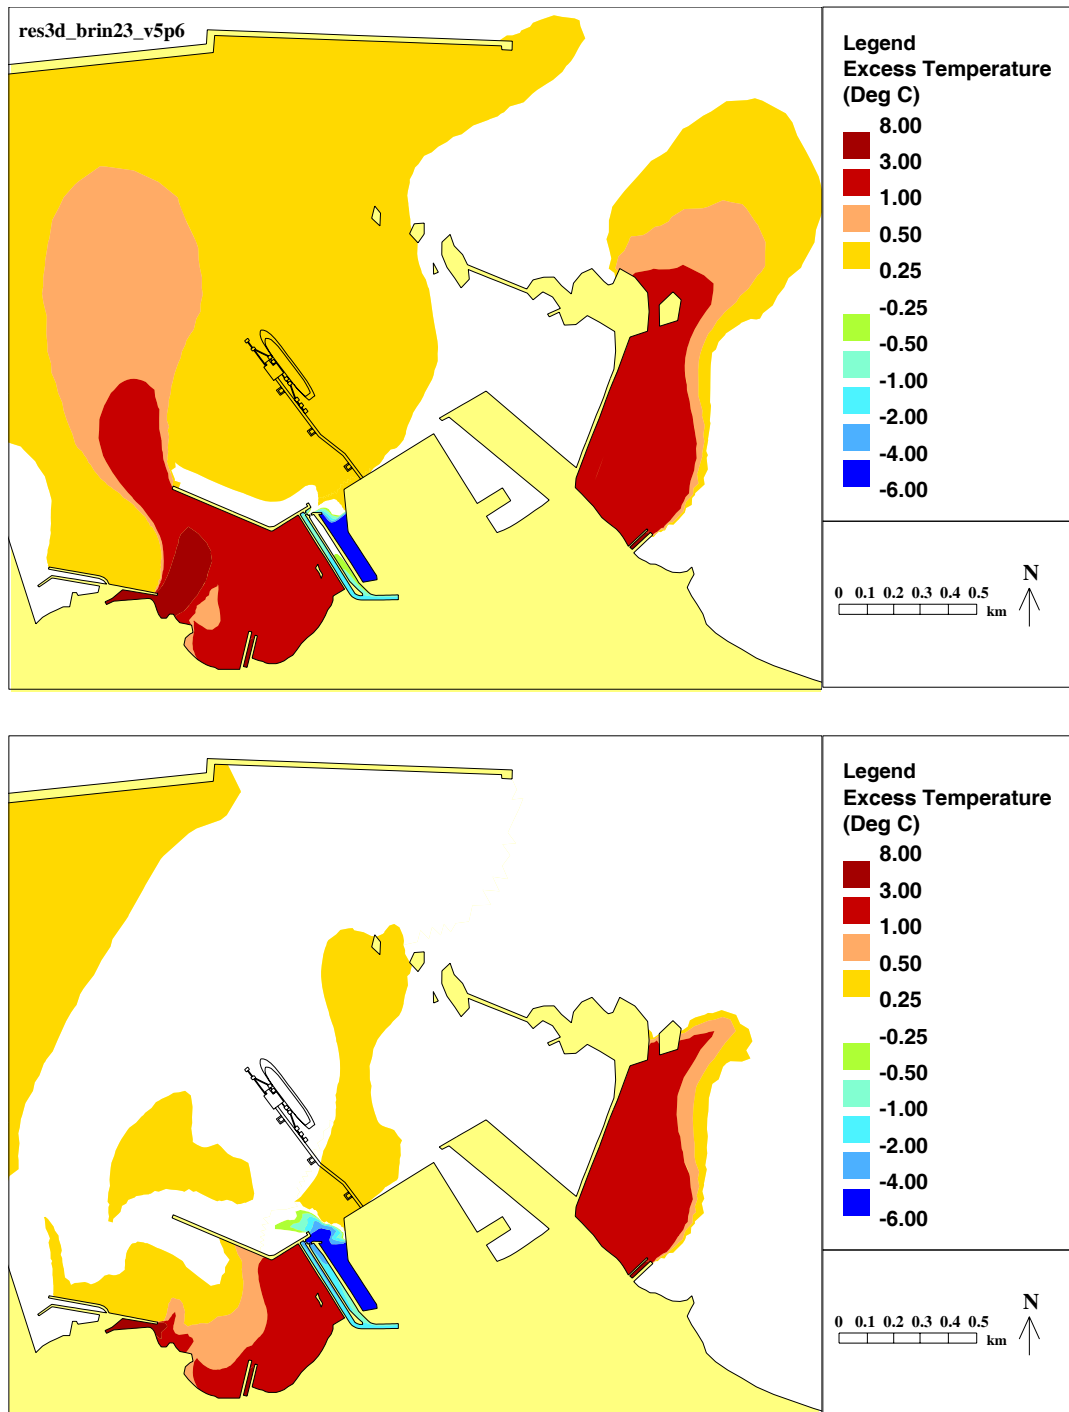 res3d_brin23_v5p6
Legend
Excess Temperature
(Deg C)
8.00
3.00
1.00
0.50
0.25
-0.25
-0.50
-1.00
-2.00
-4.00
-6.00
N
0 0.1 0.2 0.3 0.4 0.5
km
Legend
Excess Temperature
(Deg C)
8.00
3.00
1.00
0.50
0.25
-0.25
-0.50
-1.00
-2.00
-4.00
-6.00
N
0 0.1 0.2 0.3 0.4 0.5
km